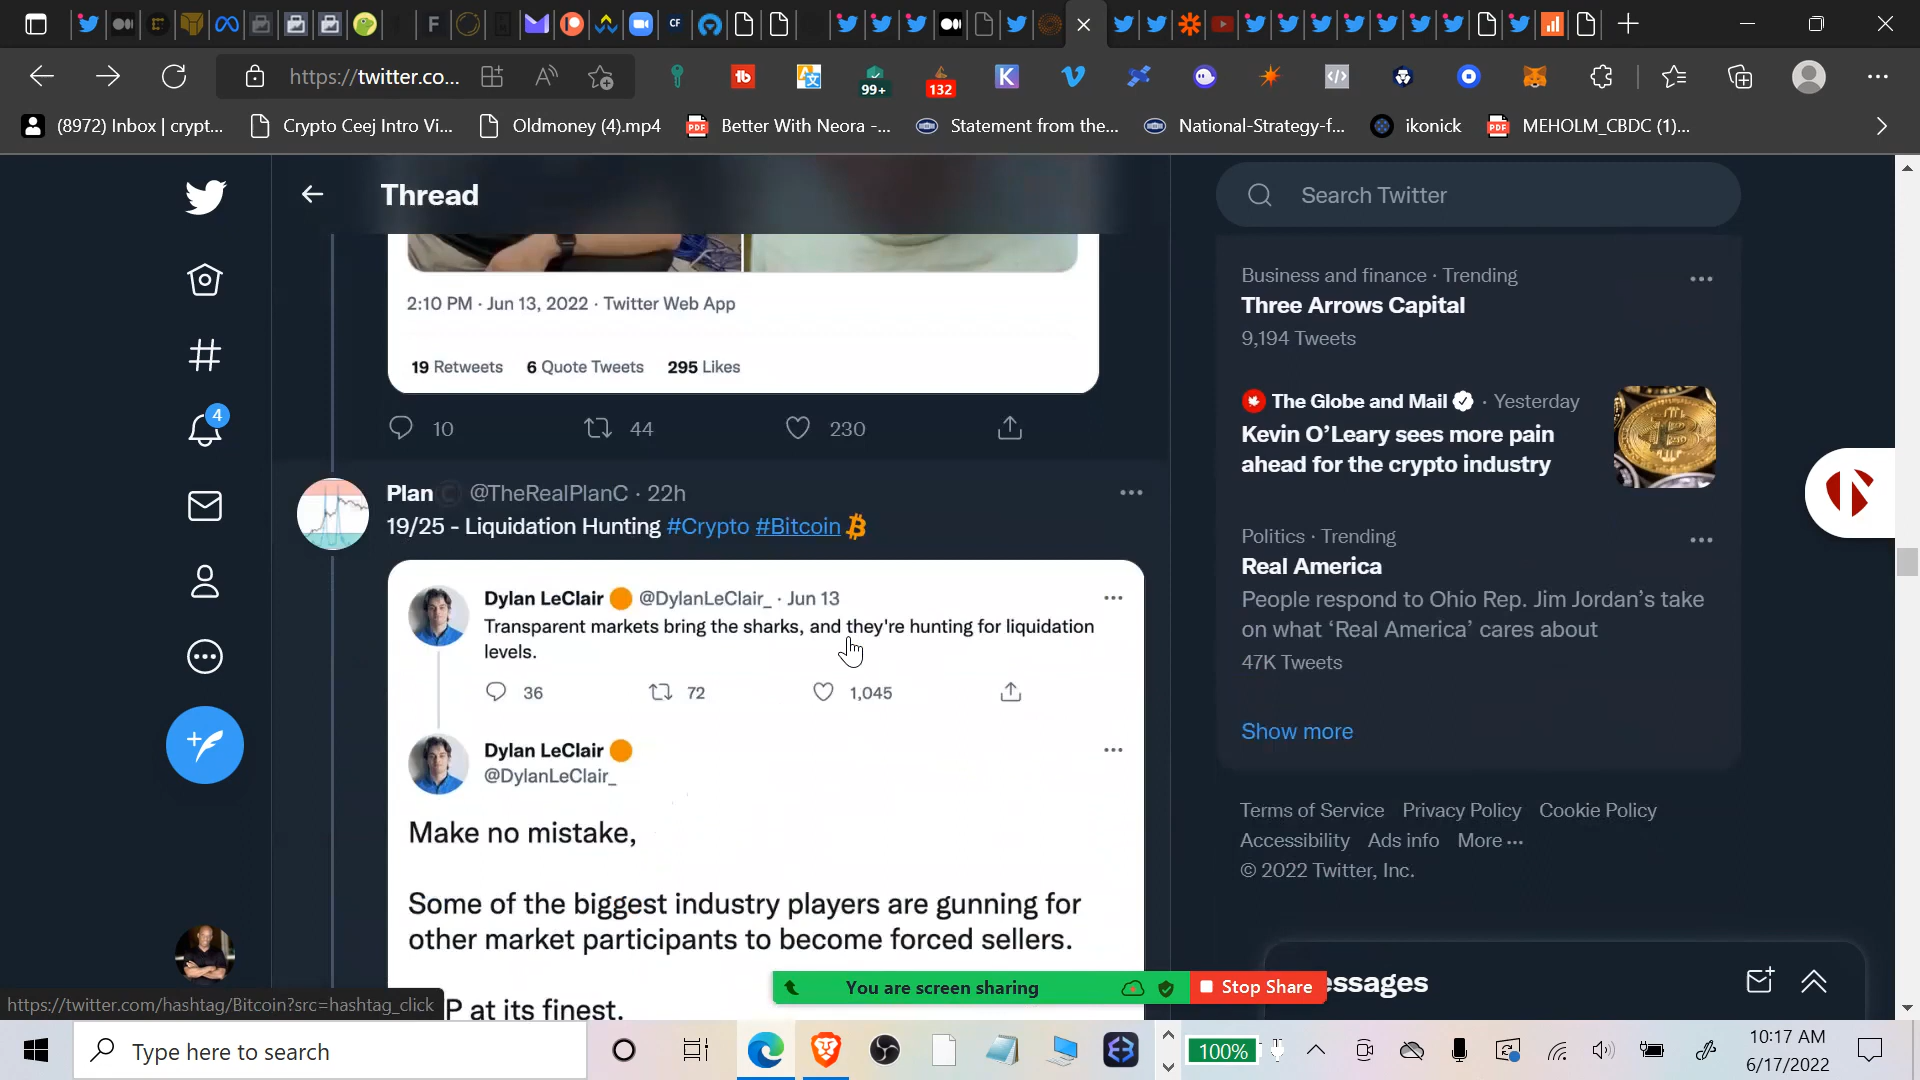 https://twitter.co...
99+
132
(8972) Inbox | crypt...
Crypto Ceej Intro Vi...
Oldmoney (4).mp4
Better With Neora -...
Statement from the...
National-Strategy-f...
ikonick
MEHOLM_CBDC (1)...
Thread
Search Twitter
2:10 PM · Jun 13, 2022 · Twitter Web App
19 Retweets 6 Quote Tweets 295 Likes
10 44 230
Plan C @TheRealPlanC · 22h
19/25 - Liquidation Hunting #Crypto #Bitcoin
Dylan LeClair @DylanLeClair_ · Jun 13
Transparent markets bring the sharks, and they're hunting for liquidation
levels.
36 72 1,045
Dylan LeClair
@DylanLeClair_
Make no mistake,
Some of the biggest industry players are gunning for
other market participants to become forced sellers.
P at its finest.
4
Business and finance · Trending
Three Arrows Capital
9,194 Tweets
The Globe and Mail · Yesterday
Kevin O'Leary sees more pain
ahead for the crypto industry
Politics · Trending
Real America
People respond to Ohio Rep. Jim Jordan's take
on what 'Real America' cares about
47K Tweets
Show more
Terms of Service Privacy Policy Cookie Policy
Accessibility Ads info More ···
© 2022 Twitter, Inc.
You are screen sharing
Stop Share
essages
https://twitter.com/hashtag/Bitcoin?src=hashtag_click
Type here to search
100%
10:17 AM
6/17/2022